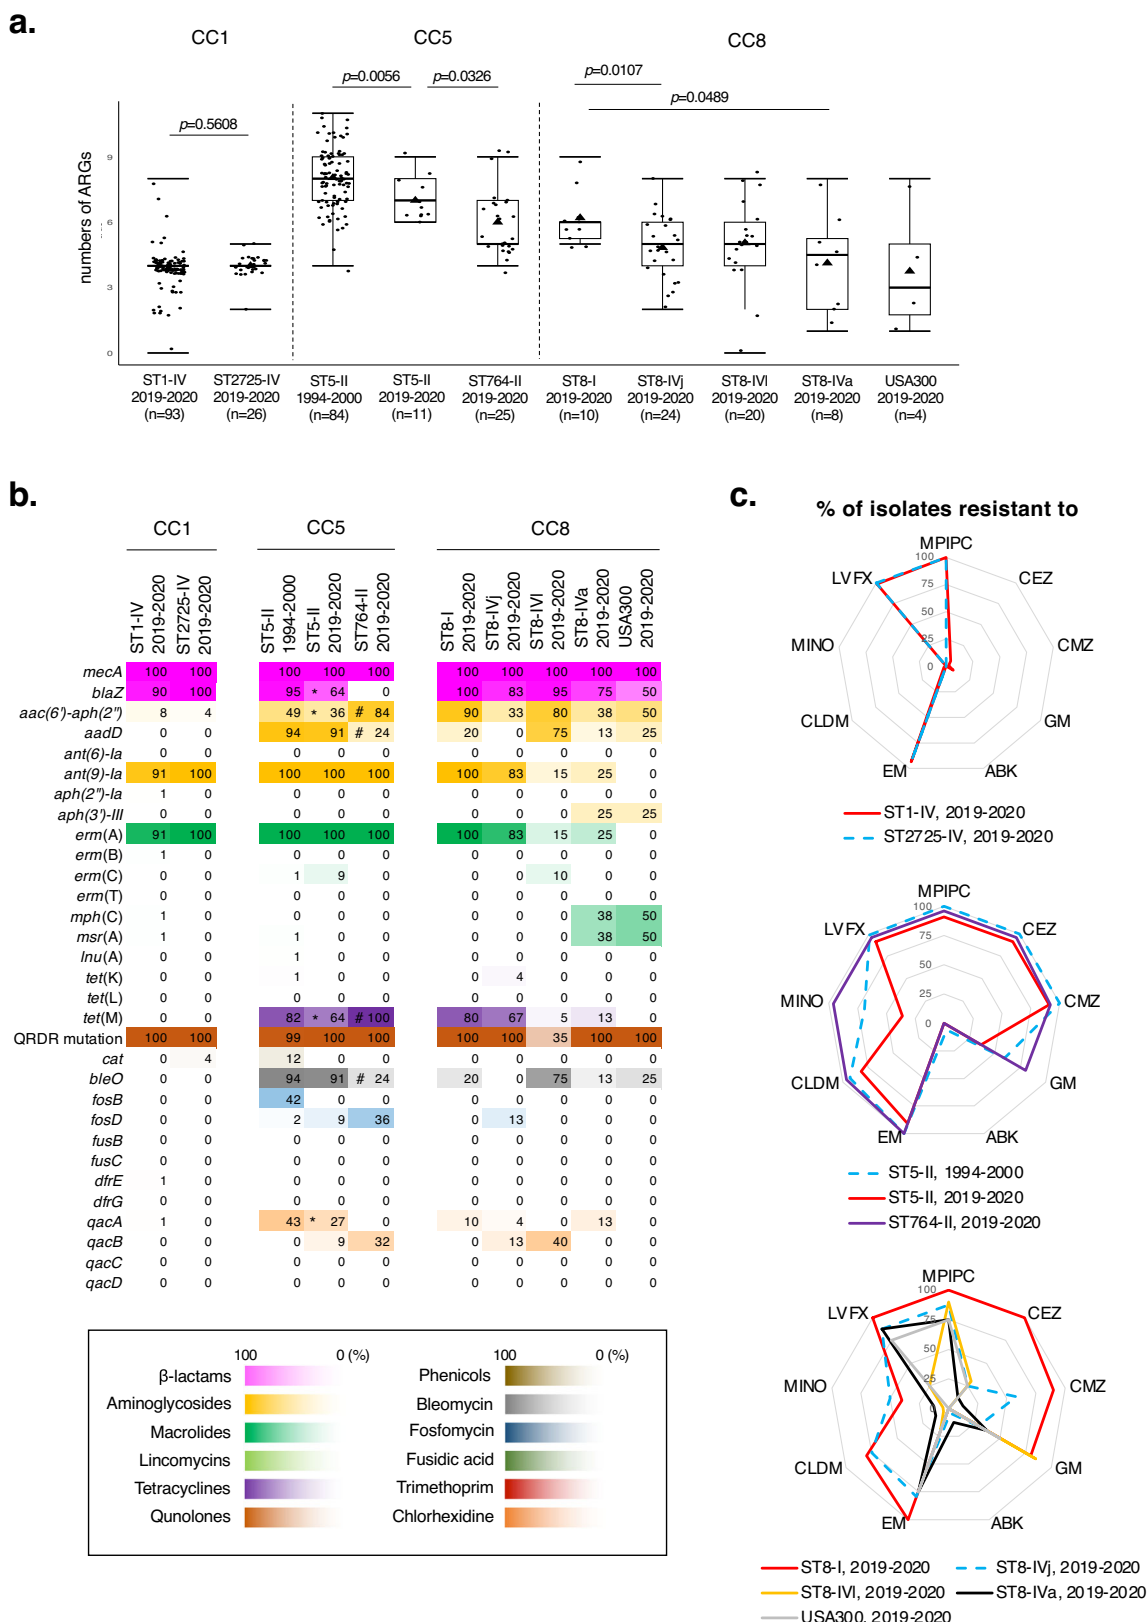 a.
CC1
CC5
CC8
p=0.0056
p=0.0326
p=0.0107
p=0.0489
p=0.5608
numbers of ARGs
9
6
3
0
ST1-IV
2019-2020
(n=93)
ST2725-IV
2019-2020
(n=26)
ST5-II
1994-2000
(n=84)
ST5-II
2019-2020
(n=11)
ST764-II
2019-2020
(n=25)
ST8-I
2019-2020
(n=10)
ST8-IVj
2019-2020
(n=24)
ST8-IVl
2019-2020
(n=20)
ST8-IVa
2019-2020
(n=8)
USA300
2019-2020
(n=4)
b.
CC1
CC5
CC8
ST1-IV
2019-2020
ST2725-IV
2019-2020
ST5-II
1994-2000
ST5-II
2019-2020
ST764-II
2019-2020
ST8-I
2019-2020
ST8-IVj
2019-2020
ST8-IVl
2019-2020
ST8-IVa
2019-2020
USA300
2019-2020
mecA 100 100 100 100 100 100 100 100 100 100
blaZ 90 100 95 * 64 0 100 83 95 75 50
aac(6')-aph(2") 8 4 49 * 36 # 84 90 33 80 38 50
aadD 0 0 94 91 # 24 20 0 75 13 25
ant(6)-Ia 0 0 0 0 0 0 0 0 0 0
ant(9)-Ia 91 100 100 100 100 100 83 15 25 0
aph(2")-Ia 1 0 0 0 0 0 0 0 0 0
aph(3')-III 0 0 0 0 0 0 0 0 25 25
erm(A) 91 100 100 100 100 100 83 15 25 0
erm(B) 1 0 0 0 0 0 0 0 0 0
erm(C) 0 0 1 9 0 0 0 10 0 0
erm(T) 0 0 0 0 0 0 0 0 0 0
mph(C) 1 0 0 0 0 0 0 0 38 50
msr(A) 1 0 1 0 0 0 0 0 38 50
lnu(A) 0 0 1 0 0 0 0 0 0 0
tet(K) 0 0 1 0 0 0 4 0 0 0
tet(L) 0 0 0 0 0 0 0 0 0 0
tet(M) 0 0 82 * 64 # 100 80 67 5 13 0
QRDR mutation 100 100 99 100 100 100 100 35 100 100
cat 0 4 12 0 0 0 0 0 0 0
bleO 0 0 94 91 # 24 20 0 75 13 25
fosB 0 0 42 0 0 0 0 0 0 0
fosD 0 0 2 9 36 0 13 0 0 0
fusB 0 0 0 0 0 0 0 0 0 0
fusC 0 0 0 0 0 0 0 0 0 0
dfrE 1 0 0 0 0 0 0 0 0 0
dfrG 0 0 0 0 0 0 0 0 0 0
qacA 1 0 43 * 27 0 10 4 0 13 0
qacB 0 0 0 9 32 0 13 40 0 0
qacC 0 0 0 0 0 0 0 0 0 0
qacD 0 0 0 0 0 0 0 0 0 0
100 0 (%)
β-lactams
Aminoglycosides
Macrolides
Lincomycins
Tetracyclines
Qunolones
100 0 (%)
Phenicols
Bleomycin
Fosfomycin
Fusidic acid
Trimethoprim
Chlorhexidine
c.
% of isolates resistant to
MPIPC
CEZ
CMZ
GM
ABK
EM
CLDM
MINO
LVFX
100
75
50
25
0
ST1-IV, 2019-2020
ST2725-IV, 2019-2020
MPIPC
CEZ
CMZ
GM
ABK
EM
CLDM
MINO
LVFX
100
75
50
25
0
ST5-II, 1994-2000
ST5-II, 2019-2020
ST764-II, 2019-2020
MPIPC
CEZ
CMZ
GM
ABK
EM
CLDM
MINO
LVFX
100
75
50
25
0
ST8-I, 2019-2020
ST8-IVj, 2019-2020
ST8-IVl, 2019-2020
ST8-IVa, 2019-2020
USA300, 2019-2020